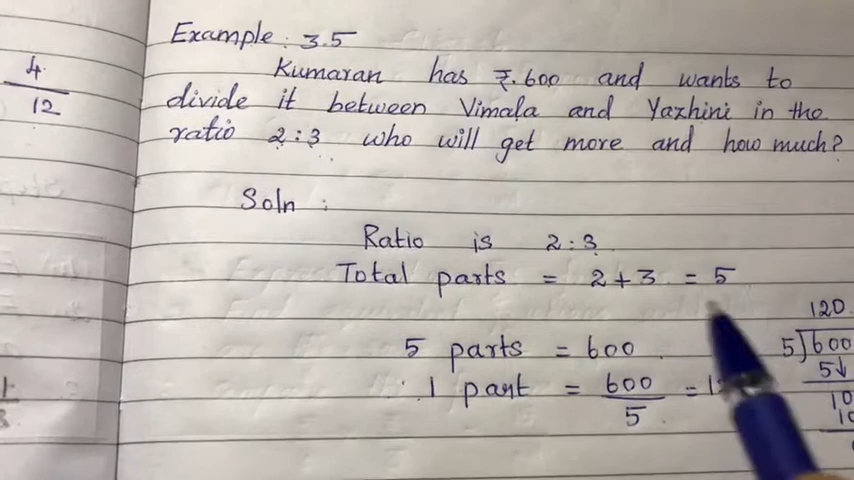 Example: 3.5
Kumaran has ₹.600 and wants to
divide it between Vimala and Yazhini in the
ratio 2:3 who will get more and how much?
Soln :
Ratio is 2:3.
Total parts = 2+3 = 5
5 parts = 600
1 part = 600/5 =
120
5)600
5↓
10
10
4
12